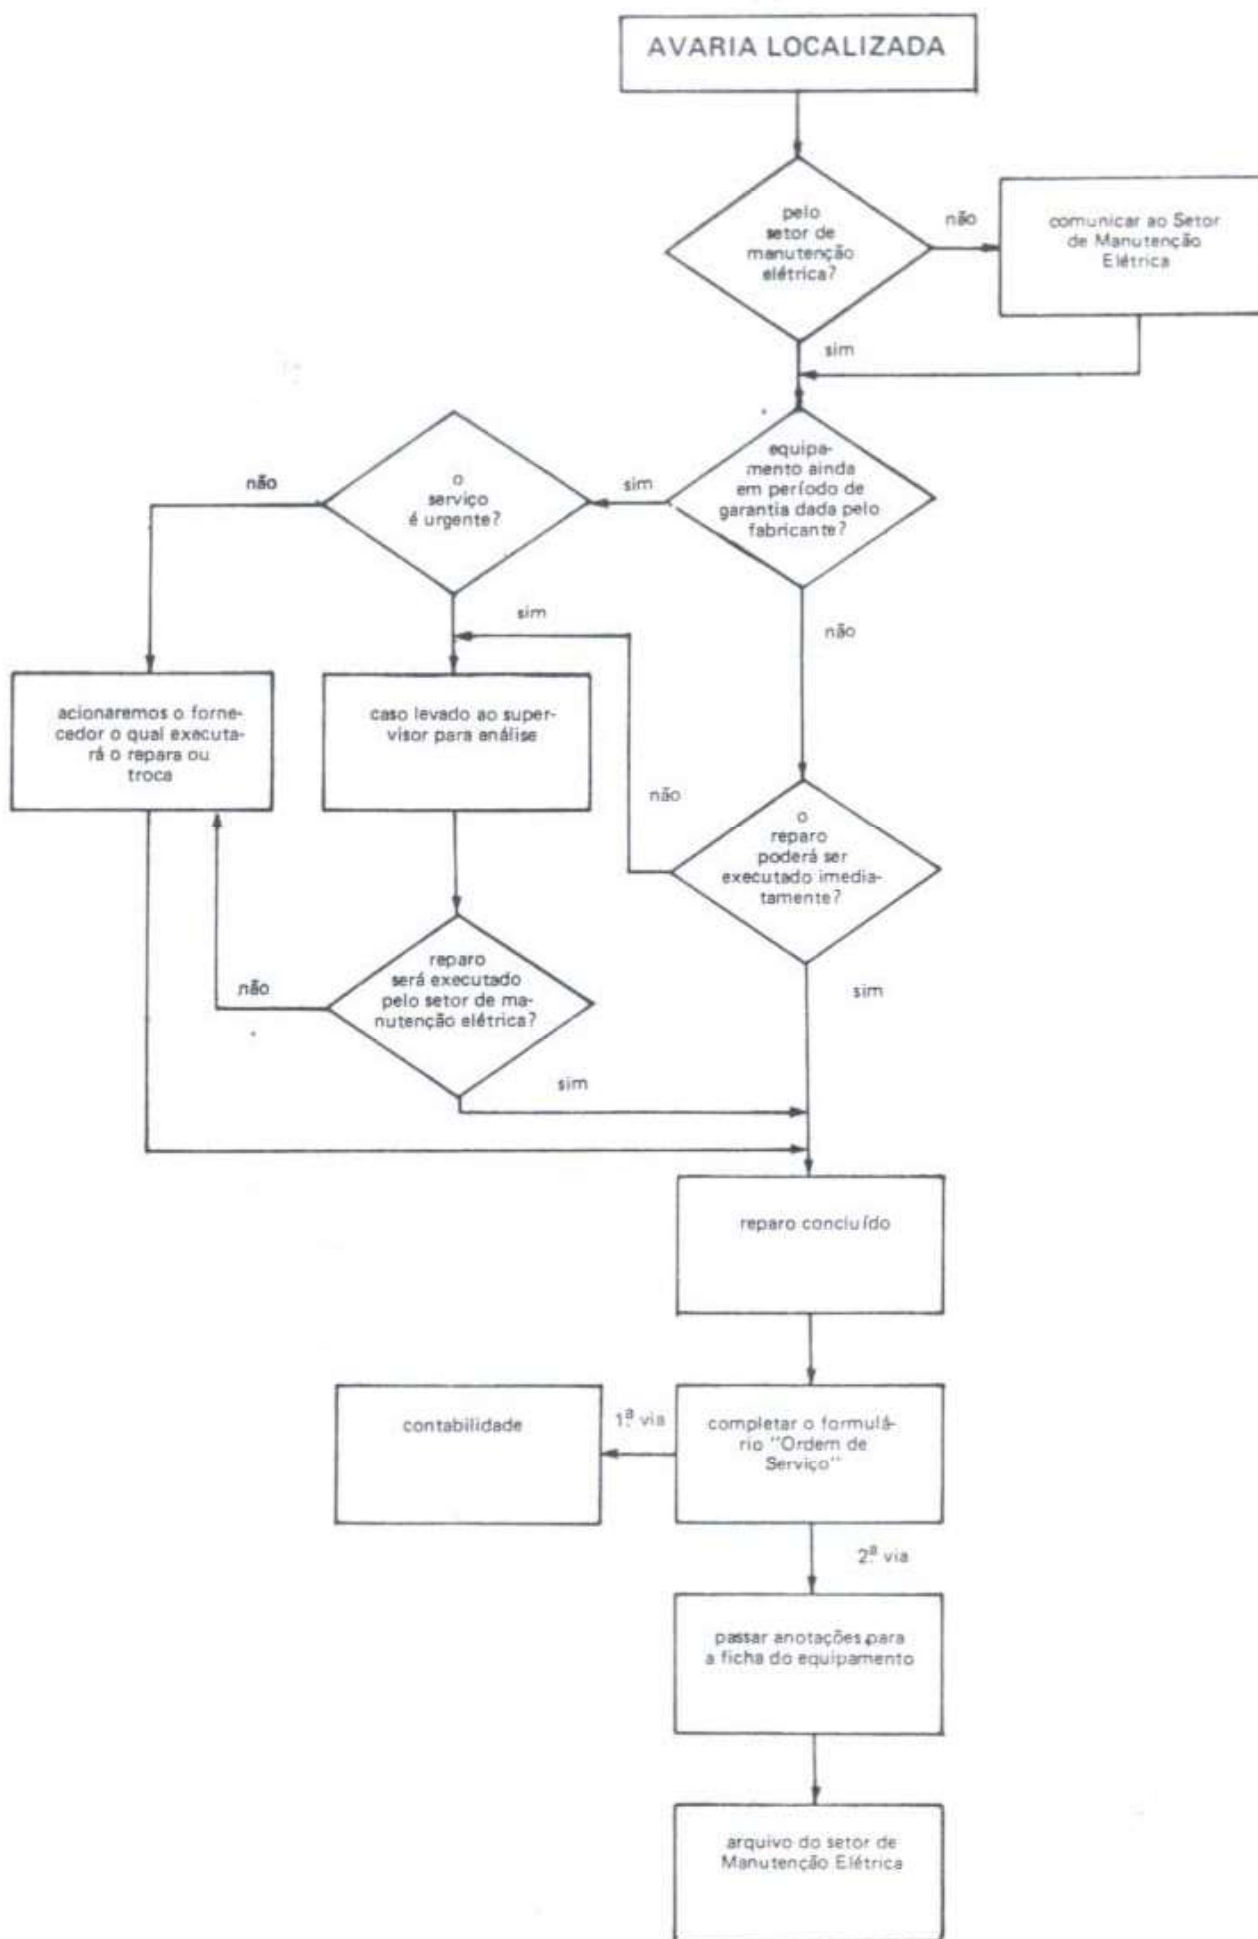 AVARIA LOCALIZADA
pelo
setor de
manutenção
elétrica?
não
comunicar ao Setor
de Manutenção
Elétrica
sim
equipa-
mento ainda
em período de
garantia dada pelo
fabricante?
sim
o
serviço
é urgente?
não
sim
não
acionaremos o forne-
cedor o qual executa-
rá o repara ou
troca
caso levado ao super-
visor para análise
não
o
reparo
poderá ser
executado imedia-
tamente?
reparo
será executado
pelo setor de ma-
nutenção elétrica?
não
sim
sim
reparo concluído
contabilidade
1ª via
completar o formulá-
rio "Ordem de
Serviço"
2ª via
passar anotações para
a ficha do equipamento
arquivo do setor de
Manutenção Elétrica